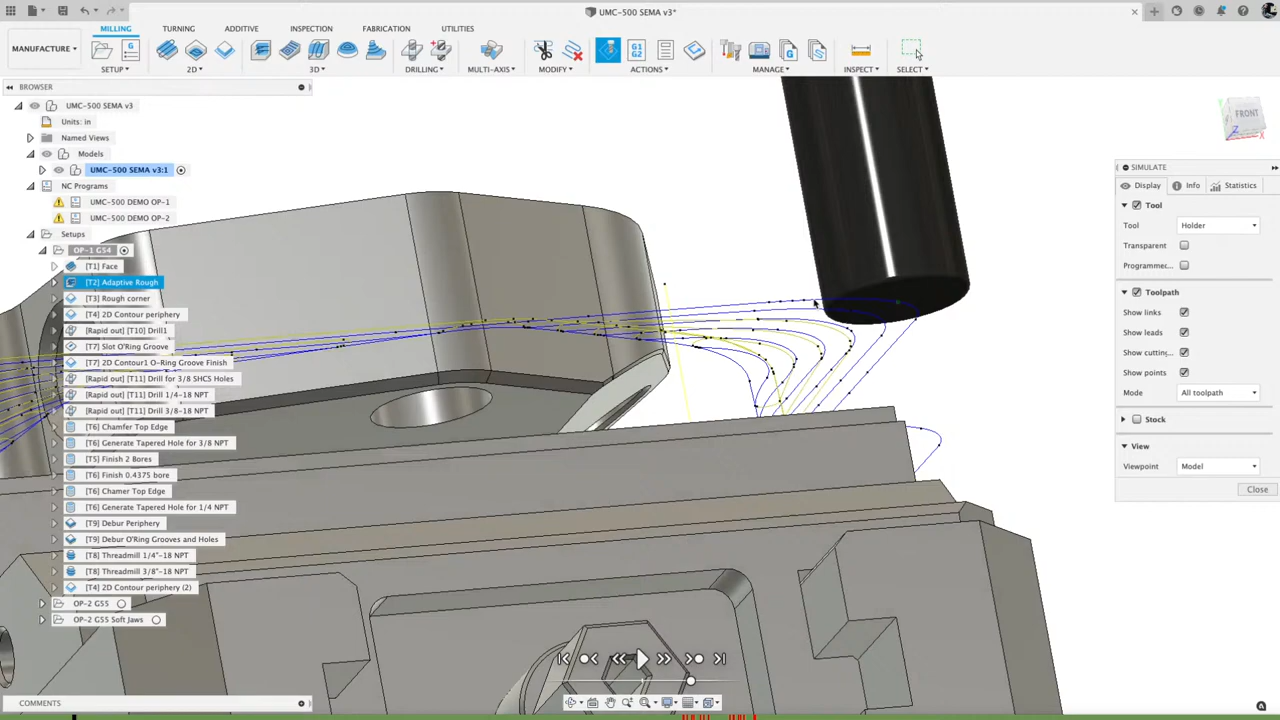 UMC-500 SEMA v3*
MILLING TURNING ADDITIVE INSPECTION FABRICATION UTILITIES
MANUFACTURE
SETUP 2D 3D DRILLING MULTI-AXIS MODIFY ACTIONS MANAGE INSPECT SELECT
G1
G2
BROWSER
UMC-500 SEMA v3
Units: in
Named Views
Models
UMC-500 SEMA v3:1
NC Programs
UMC-500 DEMO OP-1
UMC-500 DEMO OP-2
Setups
OP-1 G54
[T1] Face
[T2] Adaptive Rough
[T3] Rough corner
[T4] 2D Contour periphery
[Rapid out] [T10] Drill1
[T7] Slot O'Ring Groove
[T7] 2D Contour1 O-Ring Groove Finish
[Rapid out] [T11] Drill for 3/8 SHCS Holes
[Rapid out] [T11] Drill 1/4-18 NPT
[Rapid out] [T11] Drill 3/8-18 NPT
[T6] Chamfer Top Edge
[T6] Generate Tapered Hole for 3/8 NPT
[T5] Finish 2 Bores
[T6] Finish 0.4375 bore
[T6] Chamer Top Edge
[T6] Generate Tapered Hole for 1/4 NPT
[T9] Debur Periphery
[T9] Debur O'Ring Grooves and Holes
[T8] Threadmill 1/4"-18 NPT
[T8] Threadmill 3/8"-18 NPT
[T4] 2D Contour periphery (2)
OP-2 G55
OP-2 G55 Soft Jaws
COMMENTS
FRONT
Z
X
SIMULATE
Display Info Statistics
Tool
Tool Holder
Transparent
Programme...
Toolpath
Show links
Show leads
Show cuttin...
Show points
Mode All toolpath
Stock
View
Viewpoint Model
Close